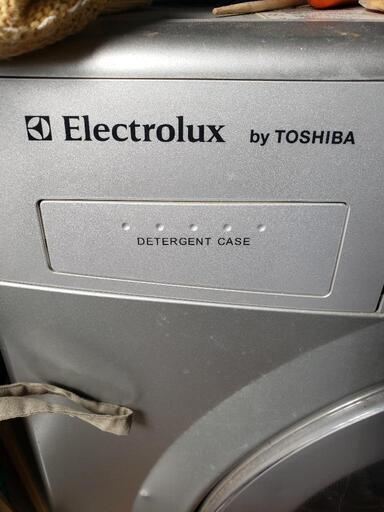 Electrolux by TOSHIBA
DETERGENT CASE